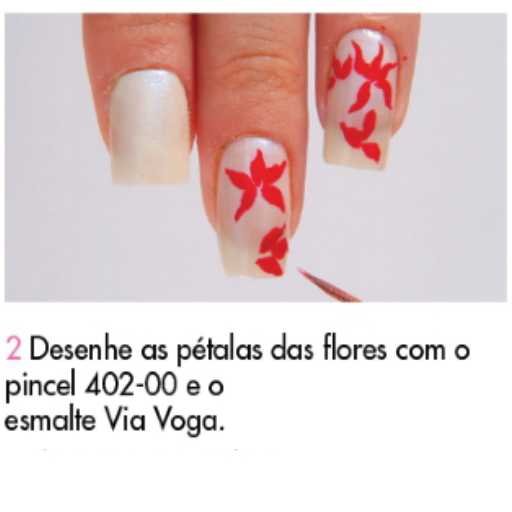 2 Desenhe as pétalas das flores com o
pincel 402-00 e o
esmalte Via Voga.